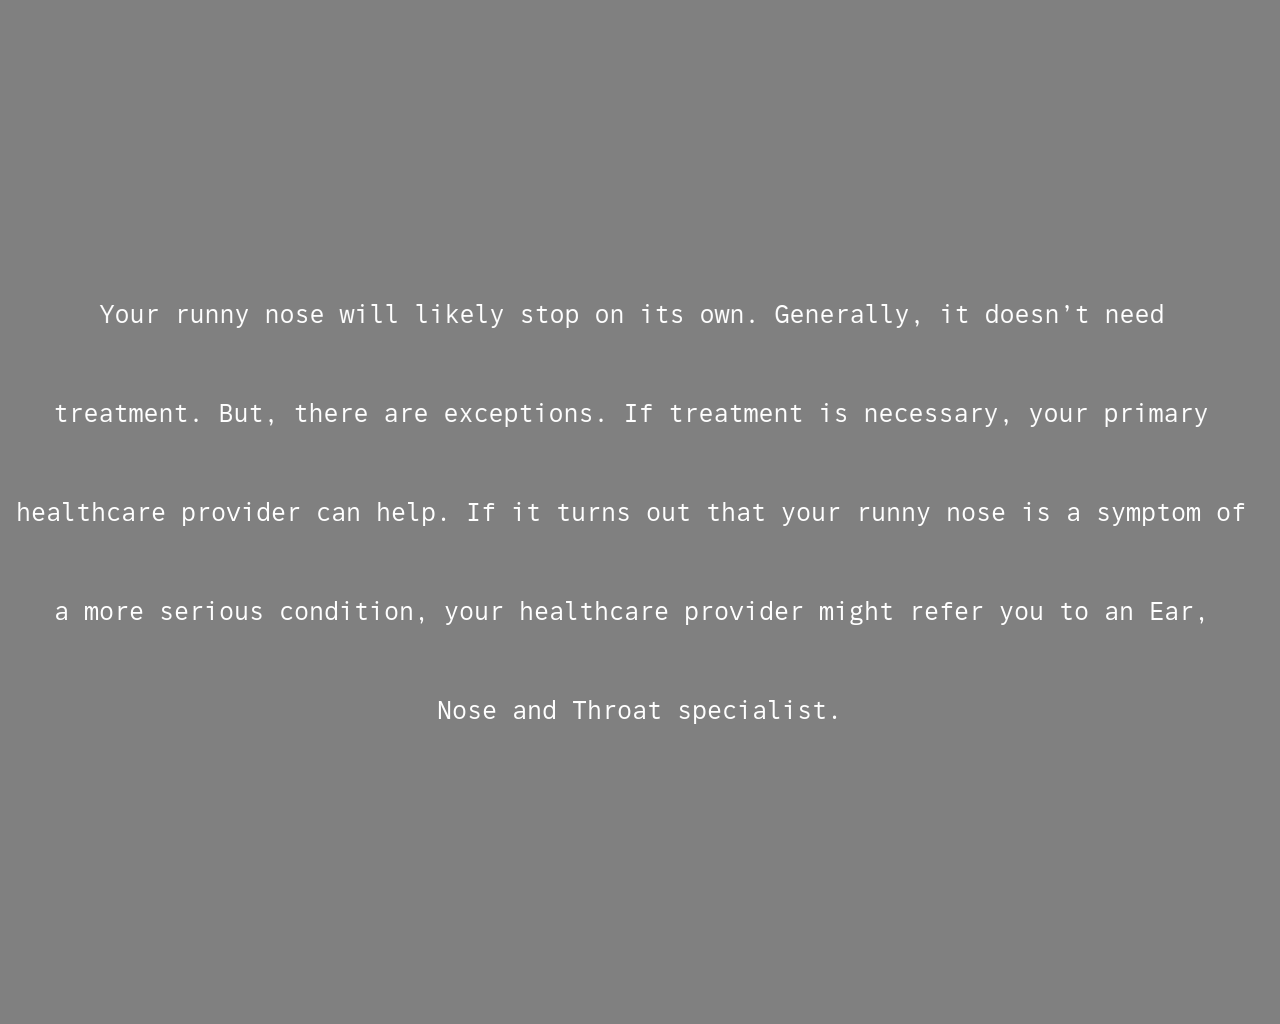 Your runny nose will likely stop on its own. Generally, it doesn’t need
treatment. But, there are exceptions. If treatment is necessary, your primary
healthcare provider can help. If it turns out that your runny nose is a symptom of
a more serious condition, your healthcare provider might refer you to an Ear,
Nose and Throat specialist.